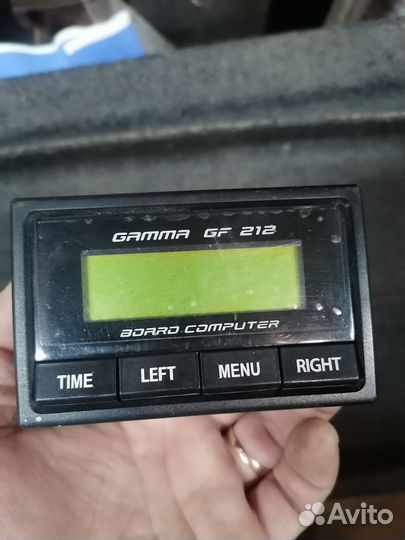 GAMMA GF 212
BOARD COMPUTER
TIME LEFT MENU RIGHT
Avito